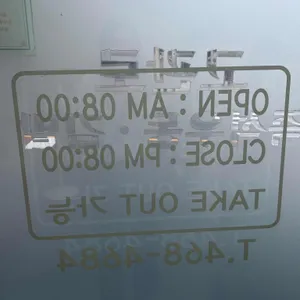 OPEN : AM 08:00
CLOSE : PM 08:00
TAKE OUT 가능
T.468-4684